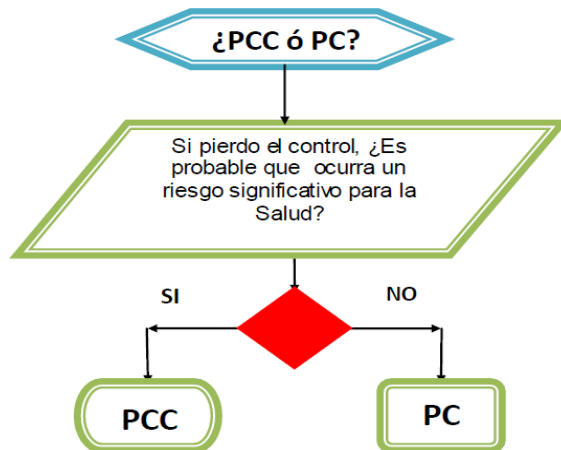 ¿PCC ó PC?
Si pierdo el control, ¿Es
probable que ocurra un
riesgo significativo para la
Salud?
SI
NO
PCC
PC